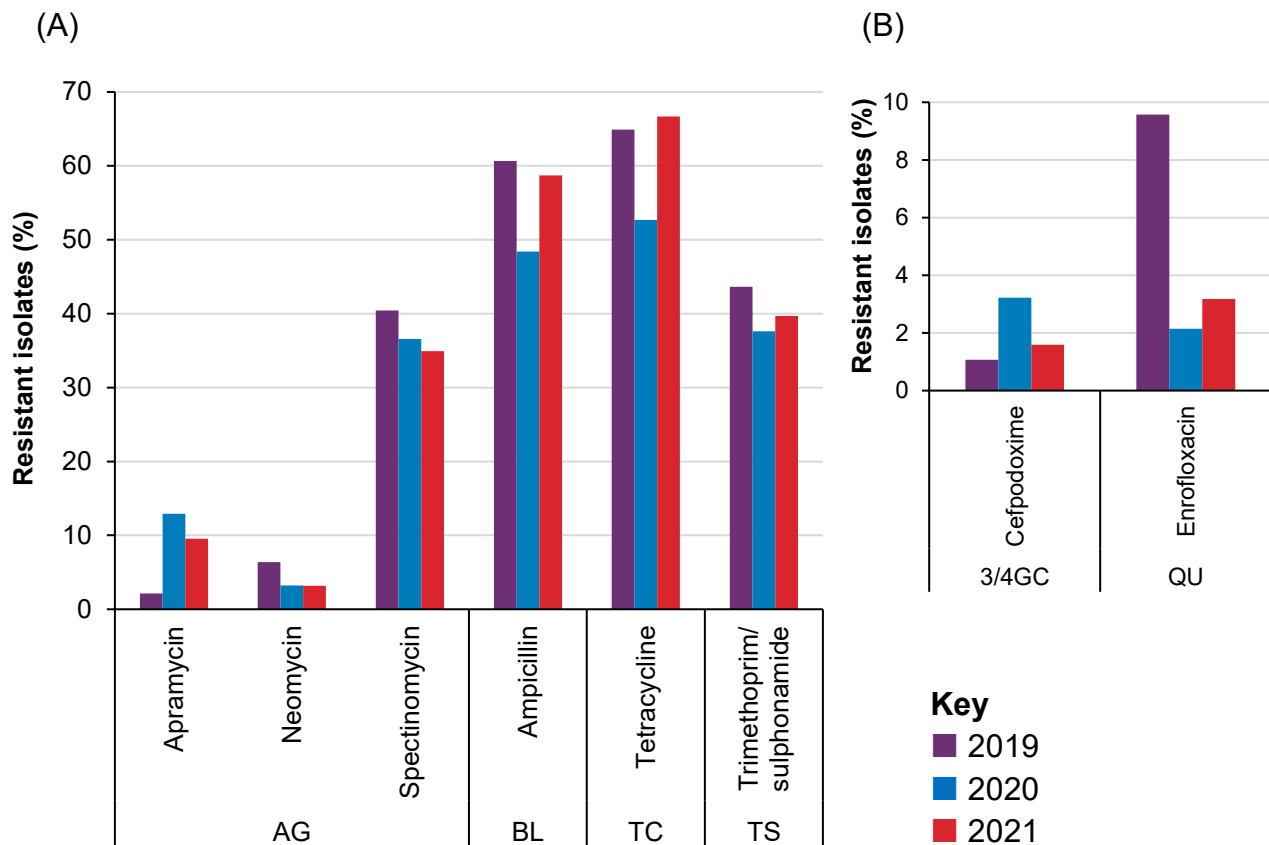 (A)
Resistant isolates (%)
70
60
50
40
30
20
10
0
Apramycin
Neomycin
Spectinomycin
Ampicillin
Tetracycline
Trimethoprim/
sulphonamide
AG
BL
TC
TS
(B)
Resistant isolates (%)
10
8
6
4
2
0
Cefpodoxime
Enrofloxacin
3/4GC
QU
Key
2019
2020
2021